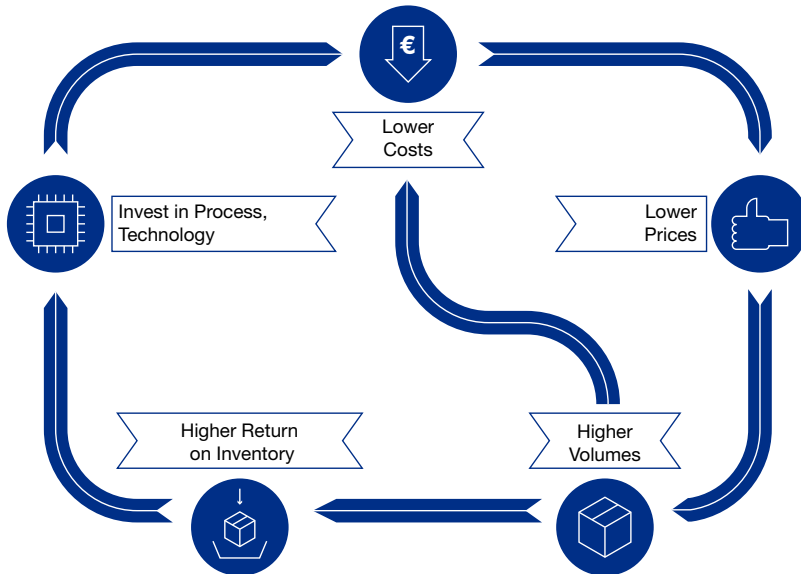 €
Lower
Costs
Invest in Process,
Technology
Lower
Prices
Higher Return
on Inventory
Higher
Volumes